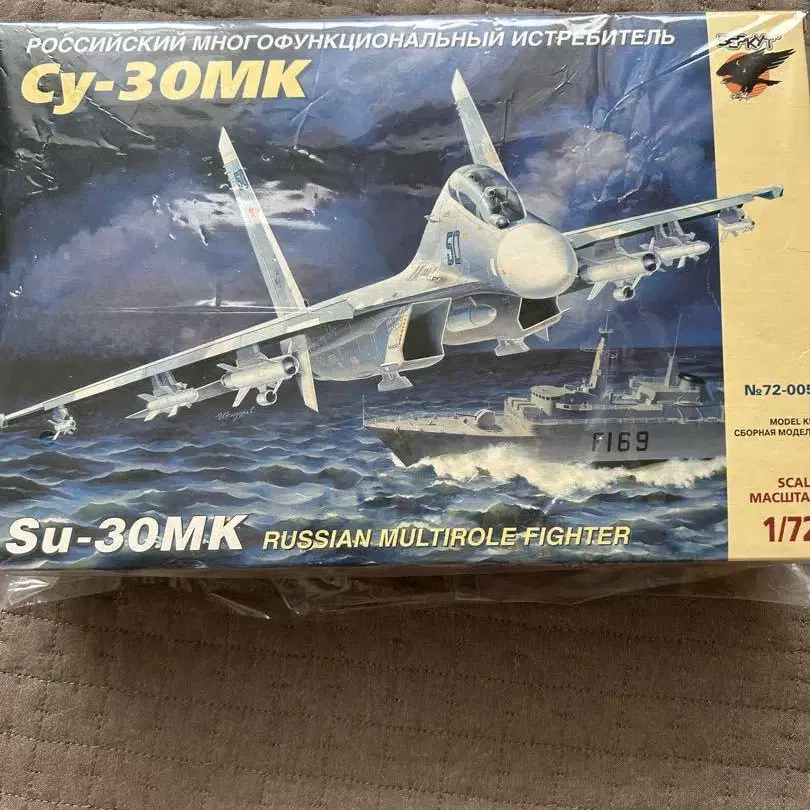 РОССИЙСКИЙ МНОГОФУНКЦИОНАЛЬНЫЙ ИСТРЕБИТЕЛЬ
Су-30МК
БЕРКУТ
50
№72-005
MODEL KI
СБОРНАЯ МОДЕЛ
F169
SCAL
МАСШТА
1/72
Su-30MK RUSSIAN MULTIROLE FIGHTER